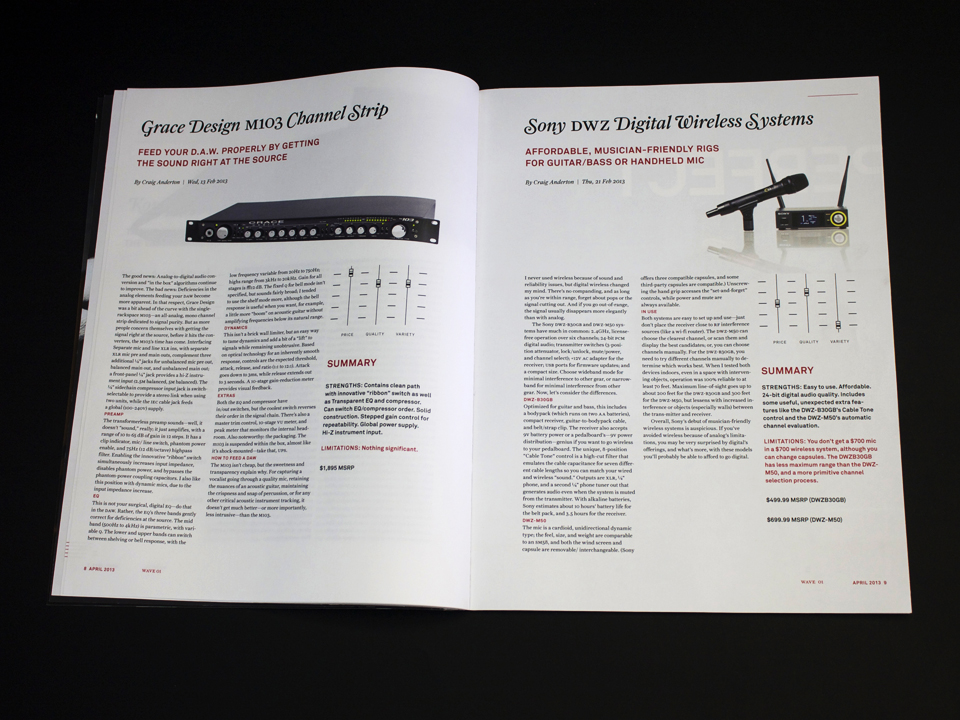 Grace Design M103 Channel Strip
FEED YOUR D.A.W. PROPERLY BY GETTING
THE SOUND RIGHT AT THE SOURCE
By Craig Anderton | Wed, 13 Feb 2013
GRACE
m103
The good news: Analog-to-digital audio con-
version and "in the box" algorithms continue
to improve. The bad news: Deficiencies in the
analog elements feeding your DAW become
more apparent. In that respect, Grace Design
is a bit ahead of the curve with the single-
rackspace M103—an all-analog, mono channel
strip dedicated to signal purity. But as more
people concern themselves with getting the
signal right at the source, before it hits the con-
verters, the M103's time has come. Interfacing
Separate mic and line XLR ins, with separate
XLR mic pre and main outs, complement three
additional ¼" jacks for unbalanced mic pre out,
balanced main out, and unbalanced main out;
a front panel ¼" jack provides a hi-Z instru-
ment input
¼" sidechain compressor input jack is switch-
selectable to provide a stereo link when using
two units, while the IEC cable jack feeds
a global (100-240V) supply.
PREAMP
The transformerless preamp sounds—well, it
doesn't "sound," really; it just amplifies, with a
range of 10 to 65 dB of gain in 12 steps. It has a
clip indicator, mic/ line switch, phantom power
enable, and 75Hz (12 dB/octave) highpass
filter. Enabling the innovative "ribbon" switch
simultaneously increases input impedance,
disables phantom power, and bypasses the
phantom power coupling capacitors. I also like
this position with dynamic mics, due to the
input impedance increase.
EQ
This is not your surgical, digital EQ—do that
in the DAW. Rather, the EQ's three bands gently
correct for deficiencies at the source. The mid
band (200Hz to 4kHz) is parametric, with vari-
able Q. The lower and upper bands can switch
between shelving or bell response, with the
low frequency variable from 20Hz to 750Hz;
highs range from 3kHz to 20kHz. Gain for all
stages is ±12 dB. The fixed Q for bell mode isn't
specified, but sounds fairly broad; I tended
to use the shelf mode more, although the bell
response is useful when you want, for example,
a little more "boom" on acoustic guitar without
amplifying frequencies below its natural range.
DYNAMICS
This isn't a brick wall limiter, but an easy way
to tame dynamics and add a bit of a "lift" to
signals while remaining unobtrusive. Based
on optical technology for an inherently smooth
response, controls are the expected threshold,
attack, release, and ratio (1:1 to 12:1). Attack
goes down to 3ms, while release extends out
to 3 seconds. A 10-stage gain reduction meter
provides visual feedback.
EXTRAS
Both the EQ and compressor have
in/out switches, but the coolest switch reverses
their order in the signal chain. There's also a
master trim control, 10-stage VU meter, and
peak meter that monitors the internal head-
room. Also noteworthy: the packaging. The
M103 is suspended within the box, almost like
it's shock-mounted—take that, UPS.
HOW TO FEED A DAW
The M103 isn't cheap, but the sweetness and
transparency explain why. For capturing a
vocalist going through a quality mic, retaining
the nuances of an acoustic guitar, maintaining
the crispness and snap of percussion, or for any
other critical acoustic instrument tracking, it
doesn't get much better—or more importantly,
less intrusive—than the M103.
PRICE QUALITY VARIETY
SUMMARY
STRENGTHS: Contains clean path
with innovative "ribbon" switch as well
as Transparent EQ and compressor.
Can switch EQ/compressor order. Solid
construction. Stepped gain control for
repeatability. Global power supply.
Hi-Z instrument input.
LIMITATIONS: Nothing significant.
$1,895 MSRP
8 APRIL 2013 WAVE 01
Sony DWZ Digital Wireless Systems
AFFORDABLE, MUSICIAN-FRIENDLY RIGS
FOR GUITAR/BASS OR HANDHELD MIC
By Craig Anderton | Thu, 21 Feb 2013
SONY
I never used wireless because of sound and
reliability issues, but digital wireless changed
my mind. There's no companding, and as long
as you're within range, forget about pops or the
signal cutting out. And if you go out of range,
the signal usually disappears more elegantly
than with analog.
The Sony DWZ-B30GB and DWZ-M50 sys-
tems have much in common: 2.4GHz, license-
free operation over six channels; 24-bit PCM
digital audio; transmitter switches (3-posi-
tion attenuator, lock/unlock, mute/power,
and channel select); +12V AC adapter for the
receiver; USB ports for firmware updates; and
a compact size. Choose wideband mode for
minimal interference to other gear, or narrow-
band for minimal interference from other
gear. Now, let's consider the differences.
DWZ-B30GB
Optimized for guitar and bass, this includes
a bodypack (which runs on two AA batteries),
compact receiver, guitar-to-bodypack cable,
and belt/strap clip. The receiver also accepts
9V battery power or a pedalboard's—9V power
distribution—genius if you want to go wireless
to your pedalboard. The unique, 8-position
"Cable Tone" control is a high-cut filter that
emulates the cable capacitance for seven differ-
ent cable lengths so you can match your wired
and wireless "sound." Outputs are XLR, ¼"
phone, and a second ¼" phone tuner out that
generates audio even when the system is muted
from the transmitter. With alkaline batteries,
Sony estimates about 10 hours' battery life for
the belt pack, and 3.5 hours for the receiver.
DWZ-M50
The mic is a cardioid, unidirectional dynamic
type; the feel, size, and weight are comparable
to an SM58, and both the wind screen and
capsule are removable/ interchangeable. (Sony
offers three compatible capsules, and some
third-party capsules are compatible.) Unscrew-
ing the hand grip accesses the "set-and-forget"
controls, while power and mute are
always available.
IN USE
Both systems are easy to set up and use—just
don't place the receiver close to RF interference
sources (like a wi-fi router). The DWZ-M50 can
choose the clearest channel, or scan them and
display the best candidates; or, you can choose
channels manually. For the DWZ-B30GB, you
need to try different channels manually to de-
termine which works best. When I tested both
devices indoors, even in a space with interven-
ing objects, operation was 100% reliable at at
least 70 feet. Maximum line-of-sight goes up to
about 200 feet for the DWZ-B30GB and 300 feet
for the DWZ-M50, but lessens with increased in-
terference or objects (especially walls) between
the trans-mitter and receiver.
Overall, Sony's debut of musician-friendly
wireless systems is significant. If you've
avoided wireless because of analog's limita-
tions, you may be very surprised by digital's
offerings, and what's more, with these models
you'll probably be able to afford to go digital.
PRICE QUALITY VARIETY
SUMMARY
STRENGTHS: Easy to use. Affordable.
24-bit digital audio quality. Includes
some useful, unexpected extra fea-
tures like the DWZ-B30GB's Cable Tone
control and the DWZ-M50's automatic
channel evaluation.
LIMITATIONS: You don't get a $700 mic
in a $700 wireless system, although you
can change capsules. The DWZB30GB
has less maximum range than the DWZ-
M50, and a more primitive channel
selection process.
$499.99 MSRP (DWZB30GB)
$699.99 MSRP (DWZ-M50)
WAVE 01 APRIL 2013 9